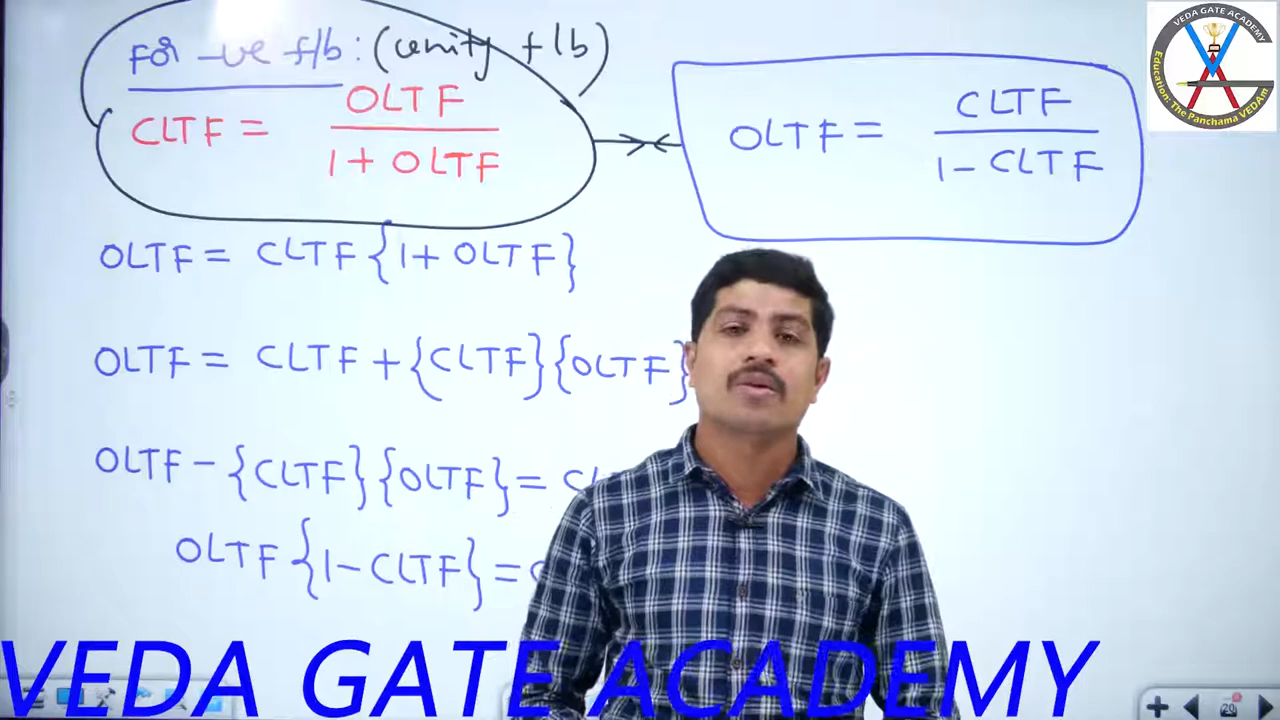 For -ve f/b : (unity f/b)
CLTF = OLTF / 1 + OLTF
OLTF = CLTF / 1 - CLTF
OLTF = CLTF {1 + OLTF}
OLTF = CLTF + {CLTF} {OLTF}
OLTF - {CLTF} {OLTF} =
OLTF {1 - CLTF} =
VEDA GATE ACADEMY
VEDA GATE ACADEMY
Education: The Panchama VEDAm
20